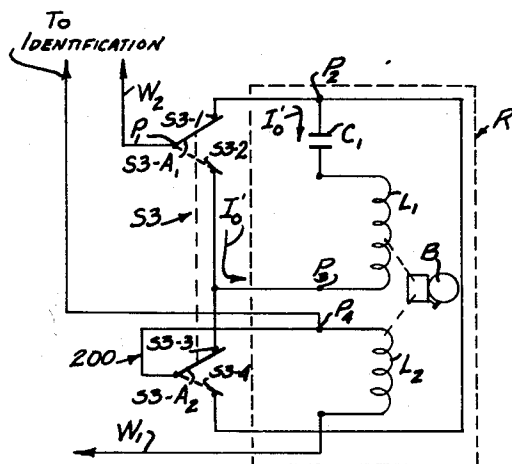 To
IDENTIFICATION
W2
P1
S3-1
S3-A1
S3-2
S3
I0'
P2
I0'
C1
R
L1
B
P3
P4
200
S3-3
S3-4
S3-A2
L2
W1